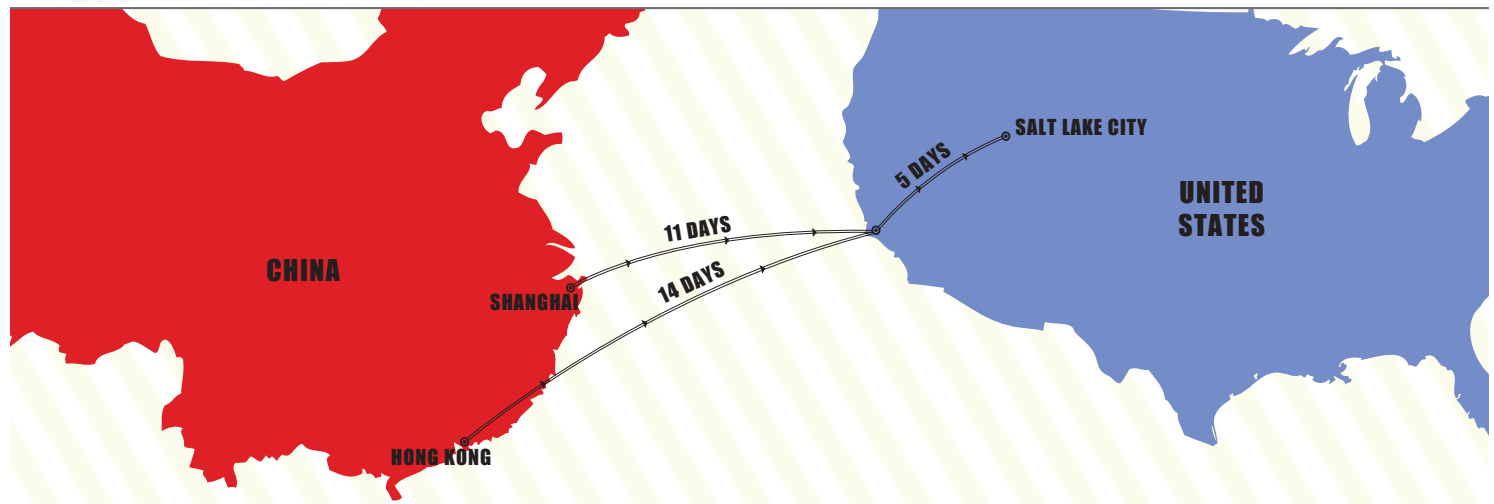 SALT LAKE CITY
5 DAYS
UNITED
STATES
11 DAYS
CHINA
14 DAYS
SHANGHAI
HONG KONG